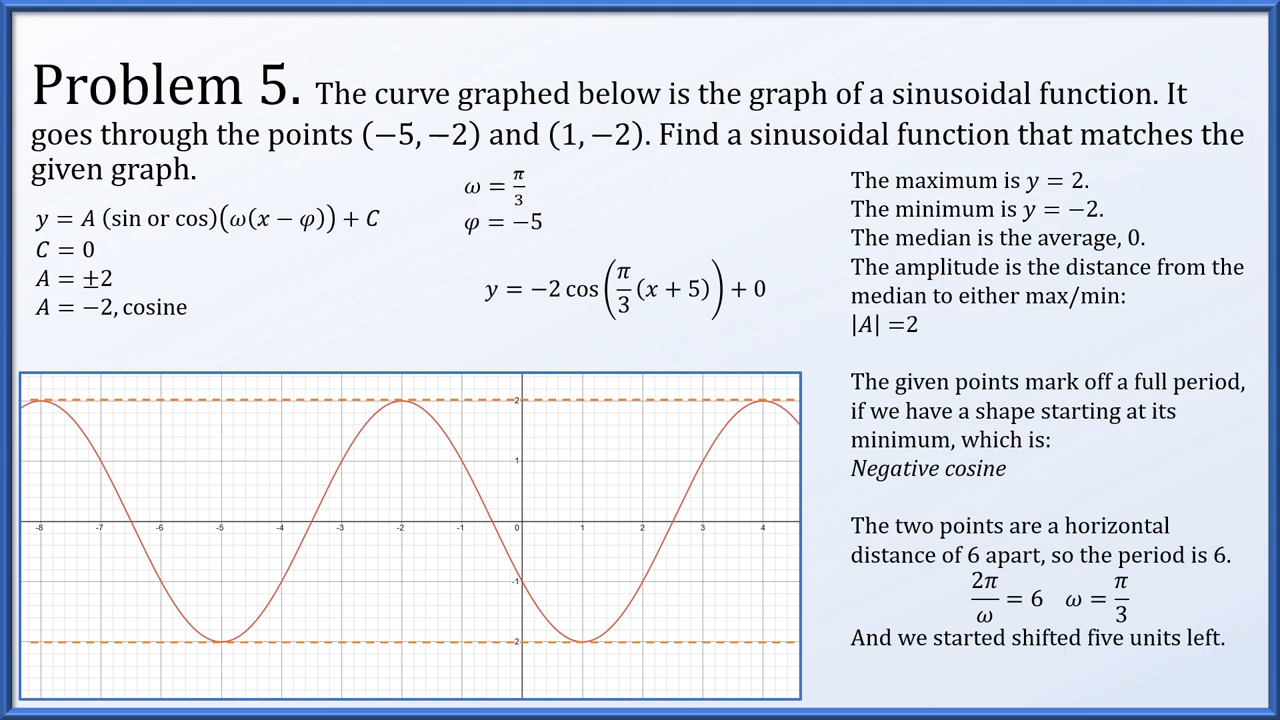 Problem 5. The curve graphed below is the graph of a sinusoidal function. It
goes through the points (−5, −2) and (1, −2). Find a sinusoidal function that matches the
given graph.
y = A (sin or cos)(ω(x − φ)) + C
C = 0
A = ±2
A = −2, cosine
ω = π/3
φ = −5
y = −2 cos(π/3 (x + 5)) + 0
The maximum is y = 2.
The minimum is y = −2.
The median is the average, 0.
The amplitude is the distance from the
median to either max/min:
|A| =2
The given points mark off a full period,
if we have a shape starting at its
minimum, which is:
Negative cosine
The two points are a horizontal
distance of 6 apart, so the period is 6.
2π/ω = 6 ω = π/3
And we started shifted five units left.
2
1
-8 -7 -6 -5 -4 -3 -2 -1 0 1 2 3 4
-1
-2